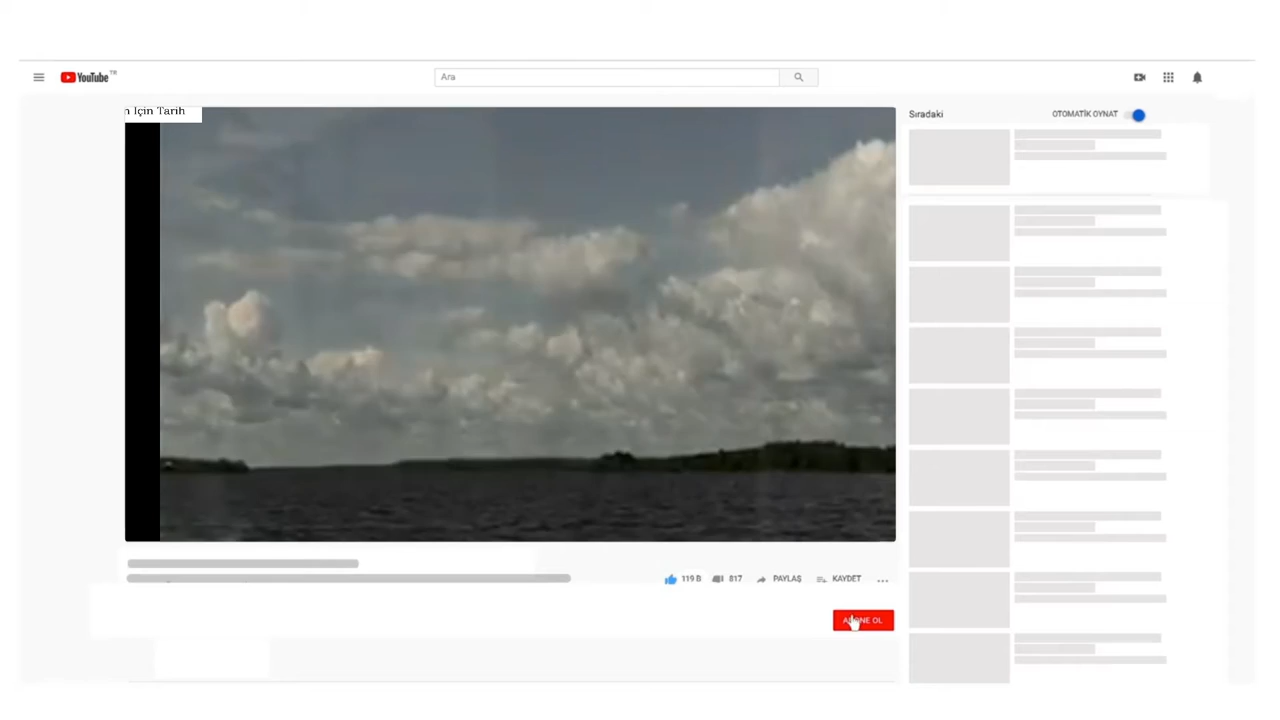 YouTube TR
Ara
n İçin Tarih
Sıradaki
OTOMATİK OYNAT
119 B
817
PAYLAŞ
KAYDET
ABONE OL